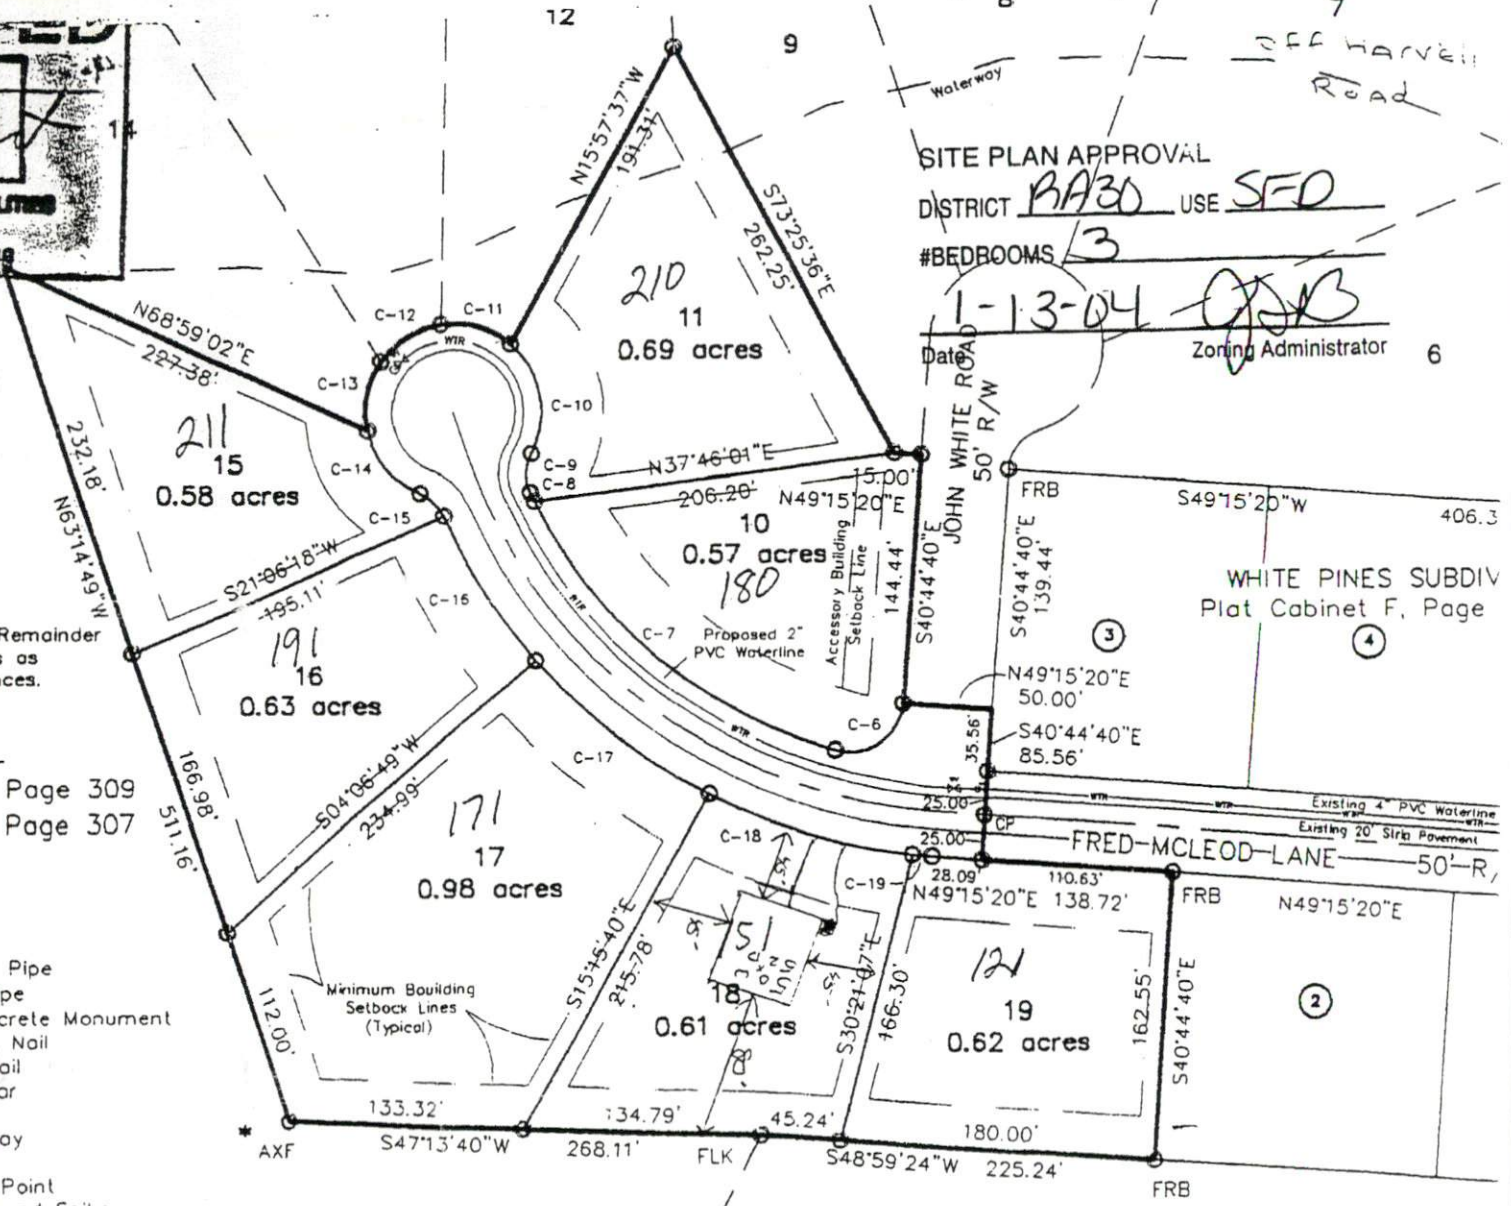 12
9
7
OFF HARVEll
ROAD
Waterway
14
SITE PLAN APPROVAL
DISTRICT RA30 USE SFD
#BEDROOMS 3
1-13-04
Date Zoning Administrator
6
N15°57'37"W
191.31'
S73°25'36"E
262.25'
210
11
0.69 acres
C-12
C-11
WTR
C-13
C-10
C-14
C-9
C-8
C-15
N68°59'02"E
227.38'
211
15
0.58 acres
232.18'
N63°14'49"W
N37°46'01"E
206.20'
15.00'
N49°15'20"E
JOHN WHITE ROAD
50' R/W
FRB
S49°15'20"W
406.3
10
0.57 acres
180
Accessory Building
Setback Line
144.44'
S40°44'40"E
S40°44'40"E
139.44'
WHITE PINES SUBDIV
Plat Cabinet F, Page
3
4
S21°06'18"W
195.11'
C-16
WTR
C-7
Proposed 2"
PVC Waterline
Remainder
as
ces.
191
16
0.63 acres
N49°15'20"E
50.00'
C-6
35.56'
S40°44'40"E
85.56'
WTR
Page 309
Page 307
166.98'
511.16'
S04°06'49"W
234.99'
C-17
171
17
0.98 acres
25.00'
WTR
WTR
Existing 4" PVC Waterline
WTR
WTR
CP
Existing 20' Strip Pavement
C-18
25.00
FRED MCLEOD LANE 50' R/
C-19
28.09'
110.63'
N49°15'20"E 138.72'
FRB
N49°15'20"E
S15°15'40"E
215.78'
151
18
0.61 acres
S30°21'07"E
166.30'
121
19
0.62 acres
162.55'
S40°44'40"E
2
Pipe
pe
crete Monument
Nail
ail
ar
ay
Point
112.00'
Minimum Bouilding
Setback Lines
(Typical)
133.32'
134.79'
45.24'
180.00'
*
AXF
S47°13'40"W
268.11'
FLK
S48°59'24"W
225.24'
FRB